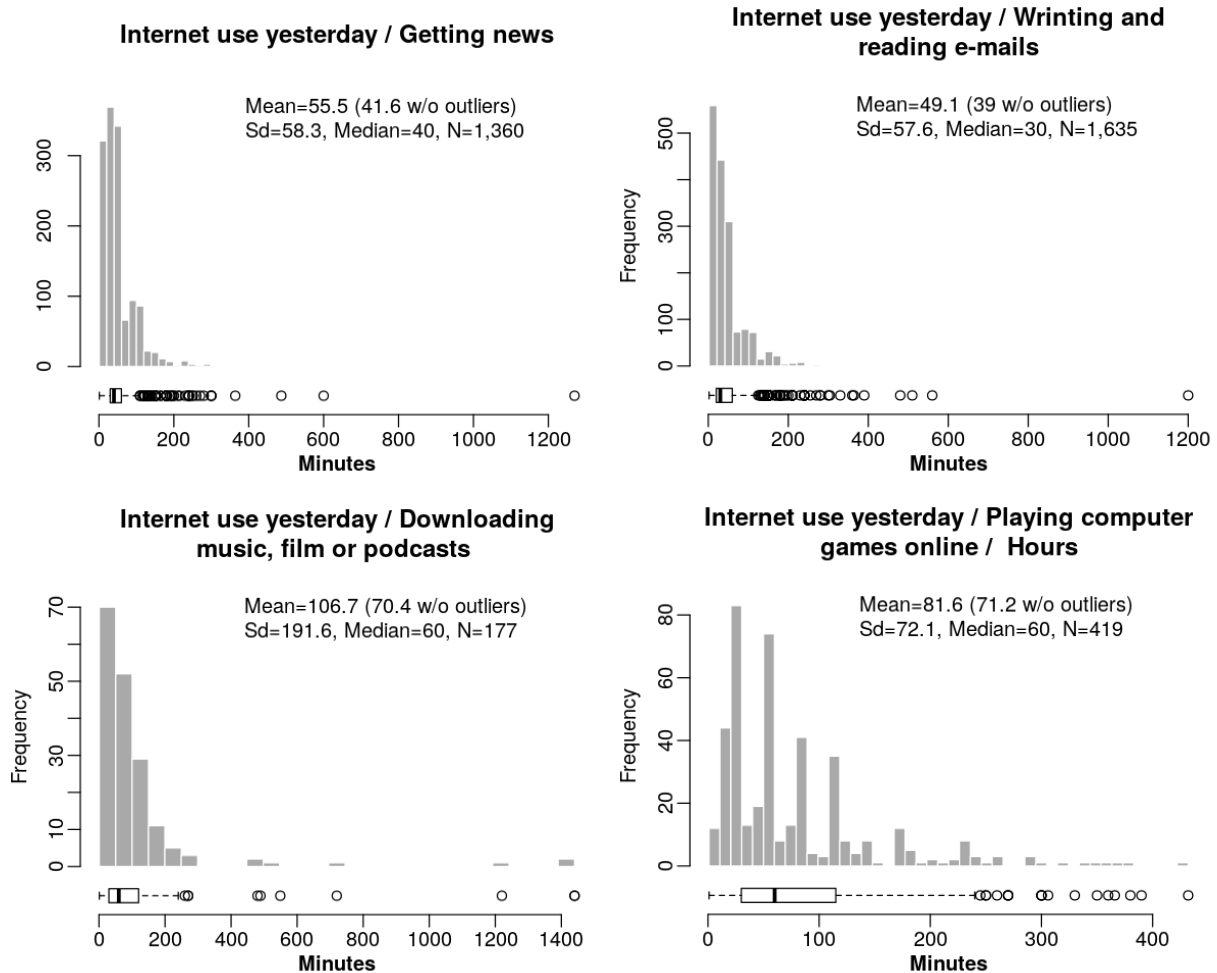 Internet use yesterday / Getting news
Mean=55.5 (41.6 w/o outliers)
Sd=58.3, Median=40, N=1,360
300
200
100
0
0 200 400 600 800 1000 1200
Minutes
Internet use yesterday / Wrinting and
reading e-mails
Mean=49.1 (39 w/o outliers)
Sd=57.6, Median=30, N=1,635
Frequency
500
300
100
0
0 200 400 600 800 1000 1200
Minutes
Internet use yesterday / Downloading
music, film or podcasts
Mean=106.7 (70.4 w/o outliers)
Sd=191.6, Median=60, N=177
Frequency
70
50
30
10
0
0 200 400 600 800 1000 1200 1400
Minutes
Internet use yesterday / Playing computer
games online /  Hours
Mean=81.6 (71.2 w/o outliers)
Sd=72.1, Median=60, N=419
Frequency
80
60
40
20
0
0 100 200 300 400
Minutes